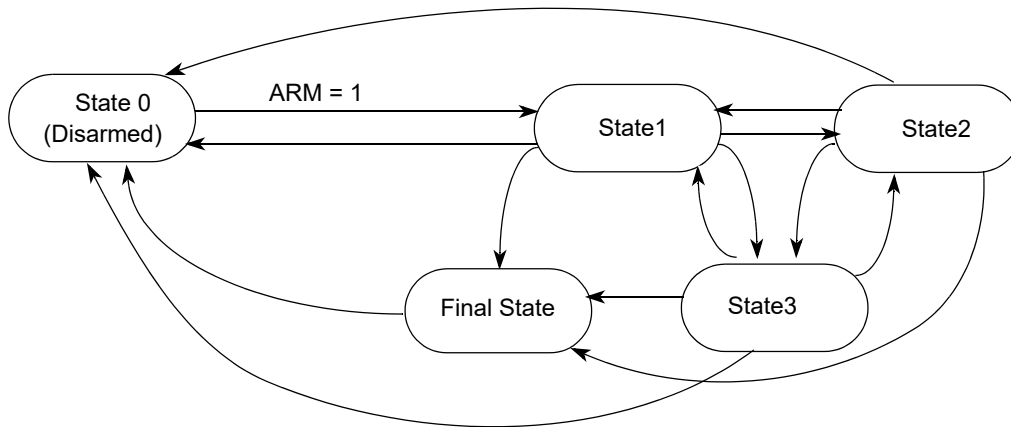 State 0
(Disarmed)
ARM = 1
State1
State2
Final State
State3